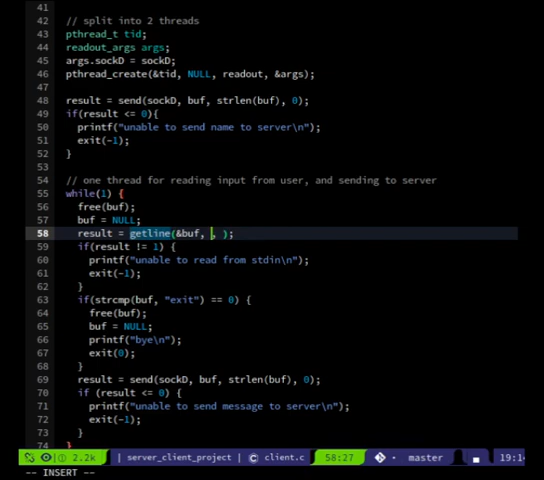 41
42 // split into 2 threads
43 pthread_t tid;
44 readout_args args;
45 args.sockD = sockD;
46 pthread_create(&tid, NULL, readout, &args);
47
48 result = send(sockD, buf, strlen(buf), 0);
49 if(result <= 0){
50 printf("unable to send name to server\n");
51 exit(-1);
52 }
53
54 // one thread for reading input from user, and sending to server
55 while(1) {
56 free(buf);
57 buf = NULL;
58 result = getline(&buf, , );
59 if(result != 1) {
60 printf("unable to read from stdin\n");
61 exit(-1);
62 }
63 if(strcmp(buf, "exit") == 0) {
64 free(buf);
65 buf = NULL;
66 printf("bye\n");
67 exit(0);
68 }
69 result = send(sockD, buf, strlen(buf), 0);
70 if (result <= 0) {
71 printf("unable to send message to server\n");
72 exit(-1);
73 }
74 }
2.2k | server_client_project | client.c 58:27 master 19:14
-- INSERT --